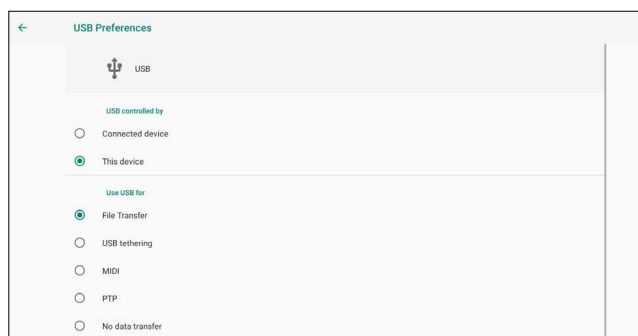 USB Preferences
USB
USB controlled by
Connected device
This device
Use USB for
File Transfer
USB tethering
MIDI
PTP
No data transfer